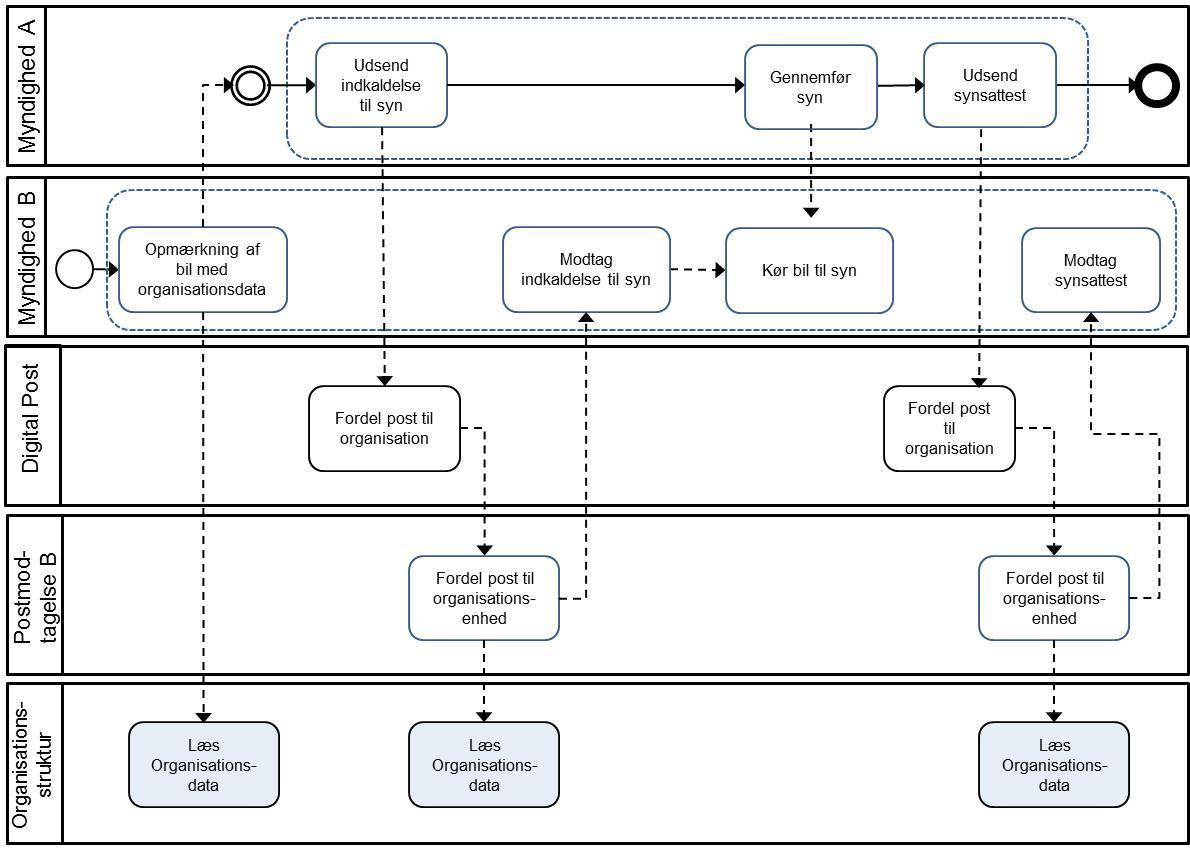 Myndighed A
Udsend
indkaldelse
til syn
Gennemfør
syn
Udsend
synsattest
Myndighed B
Opmærkning af
bil med
organisationsdata
Modtag
indkaldelse til syn
Kør bil til syn
Modtag
synsattest
Digital Post
Fordel post til
organisation
Fordel post
til
organisation
Postmod-
tagelse B
Fordel post til
organisations-
enhed
Fordel post til
organisations-
enhed
Organisations-
struktur
Læs
Organisations-
data
Læs
Organisations-
data
Læs
Organisations-
data